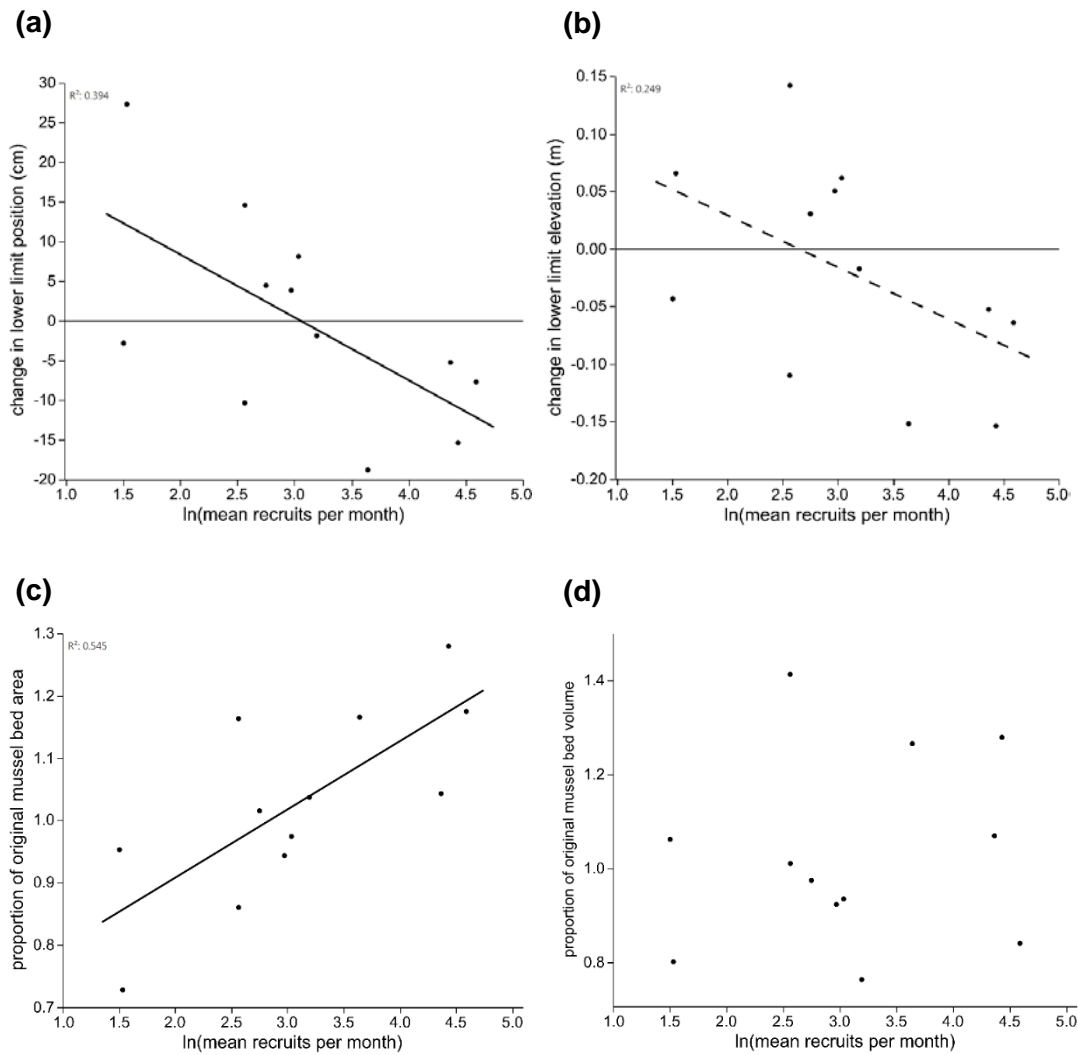 (a)
R²: 0.394
change in lower limit position (cm)
30
25
20
15
10
5
0
-5
-10
-15
-20
1.0 1.5 2.0 2.5 3.0 3.5 4.0 4.5 5.0
ln(mean recruits per month)
(b)
R²: 0.249
change in lower limit elevation (m)
0.15
0.10
0.05
0.00
-0.05
-0.10
-0.15
-0.20
1.0 1.5 2.0 2.5 3.0 3.5 4.0 4.5 5.0
ln(mean recruits per month)
(c)
R²: 0.545
proportion of original mussel bed area
1.3
1.2
1.1
1.0
0.9
0.8
0.7
1.0 1.5 2.0 2.5 3.0 3.5 4.0 4.5 5.0
ln(mean recruits per month)
(d)
proportion of original mussel bed volume
1.4
1.2
1.0
0.8
1.0 1.5 2.0 2.5 3.0 3.5 4.0 4.5 5.0
ln(mean recruits per month)